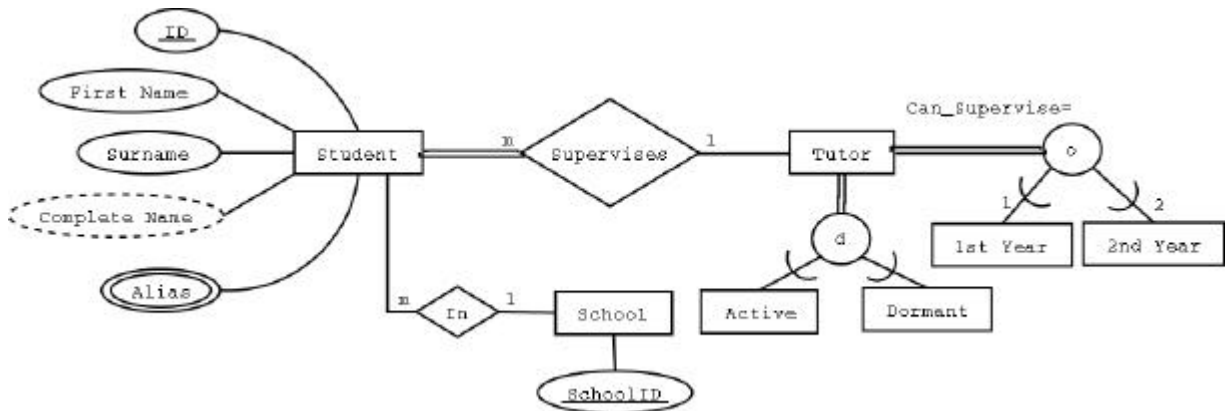 ID
First Name
Surname
Complete Name
Alias
Student
m
Supervises
1
Tutor
Can_Supervise=
o
1
2
1st Year
2nd Year
d
Active
Dormant
m
In
1
School
SchoolID